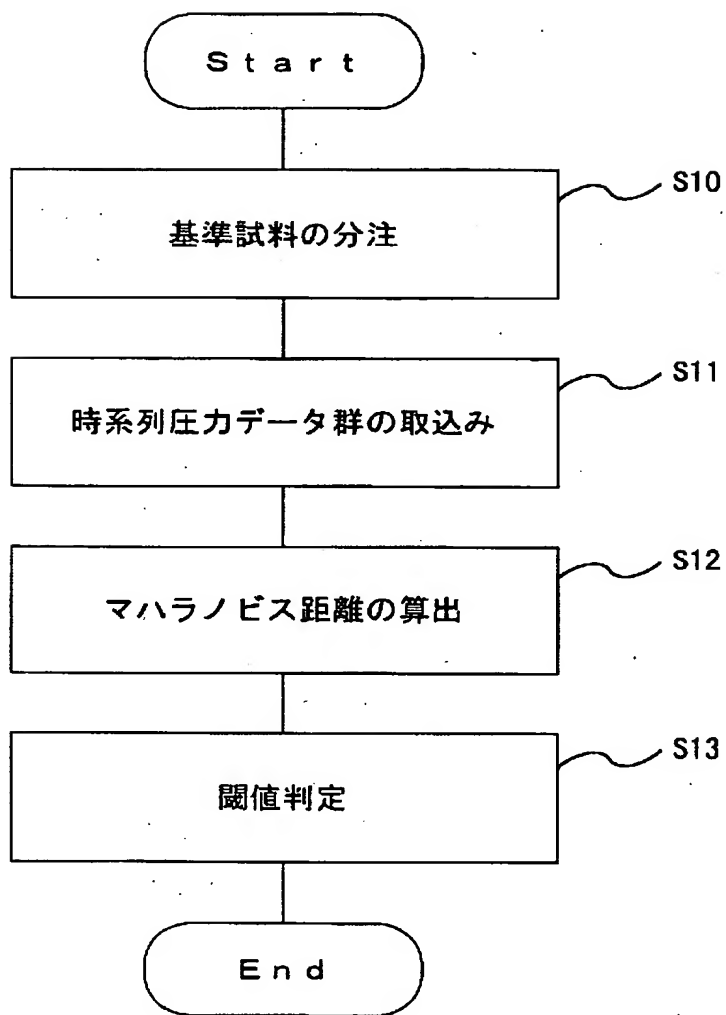 Start
S10
基準試料の分注
S11
時系列圧力データ群の取込み
S12
マハラノビス距離の算出
S13
閾値判定
End